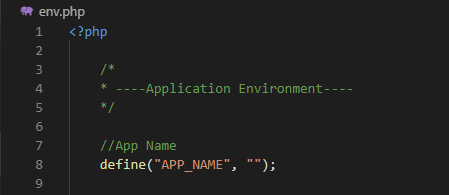 env.php
1 <?php
2
3 /*
4 * ----Application Environment----
5 */
6
7 //App Name
8 define("APP_NAME", "");
9